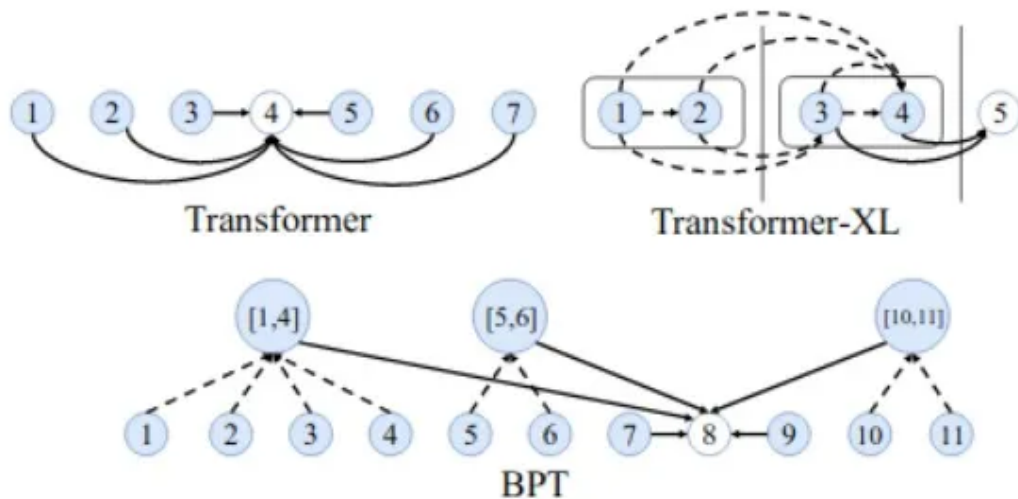 1 2 3 4 5 6 7
Transformer
1 2 3 4 5
Transformer-XL
[1,4] [5,6] [10,11]
1 2 3 4 5 6 7 8 9 10 11
BPT